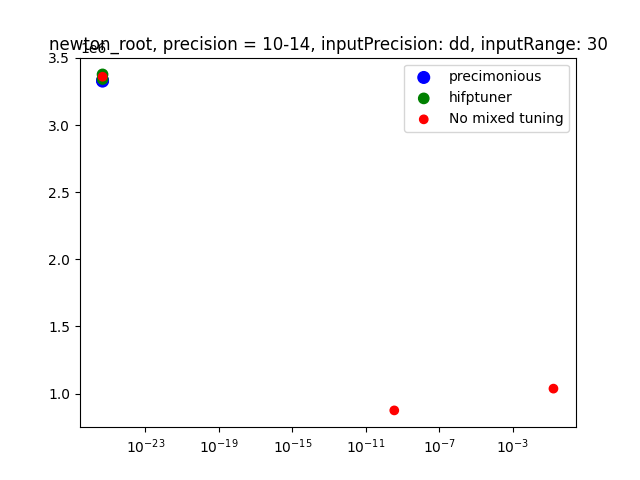 newton_root, precision = 10-14, inputPrecision: dd, inputRange: 30
1e6
3.5
3.0
2.5
2.0
1.5
1.0
precimonious
hifptuner
No mixed tuning
10⁻²³ 10⁻¹⁹ 10⁻¹⁵ 10⁻¹¹ 10⁻⁷ 10⁻³